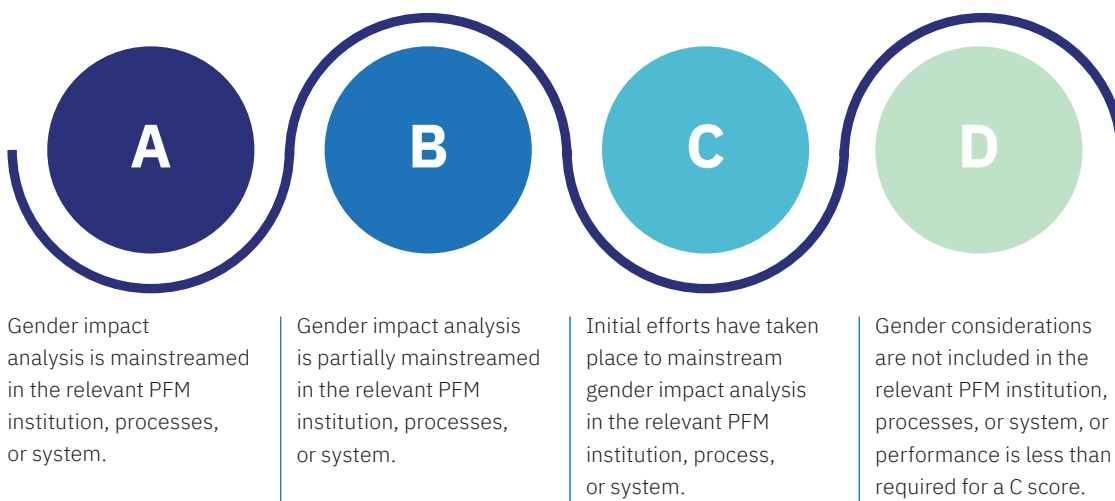 A
B
C
D
Gender impact
analysis is mainstreamed
in the relevant PFM
institution, processes,
or system.
Gender impact analysis
is partially mainstreamed
in the relevant PFM
institution, processes,
or system.
Initial efforts have taken
place to mainstream
gender impact analysis
in the relevant PFM
institution, process,
or system.
Gender considerations
are not included in the
relevant PFM institution,
processes, or system, or
performance is less than
required for a C score.